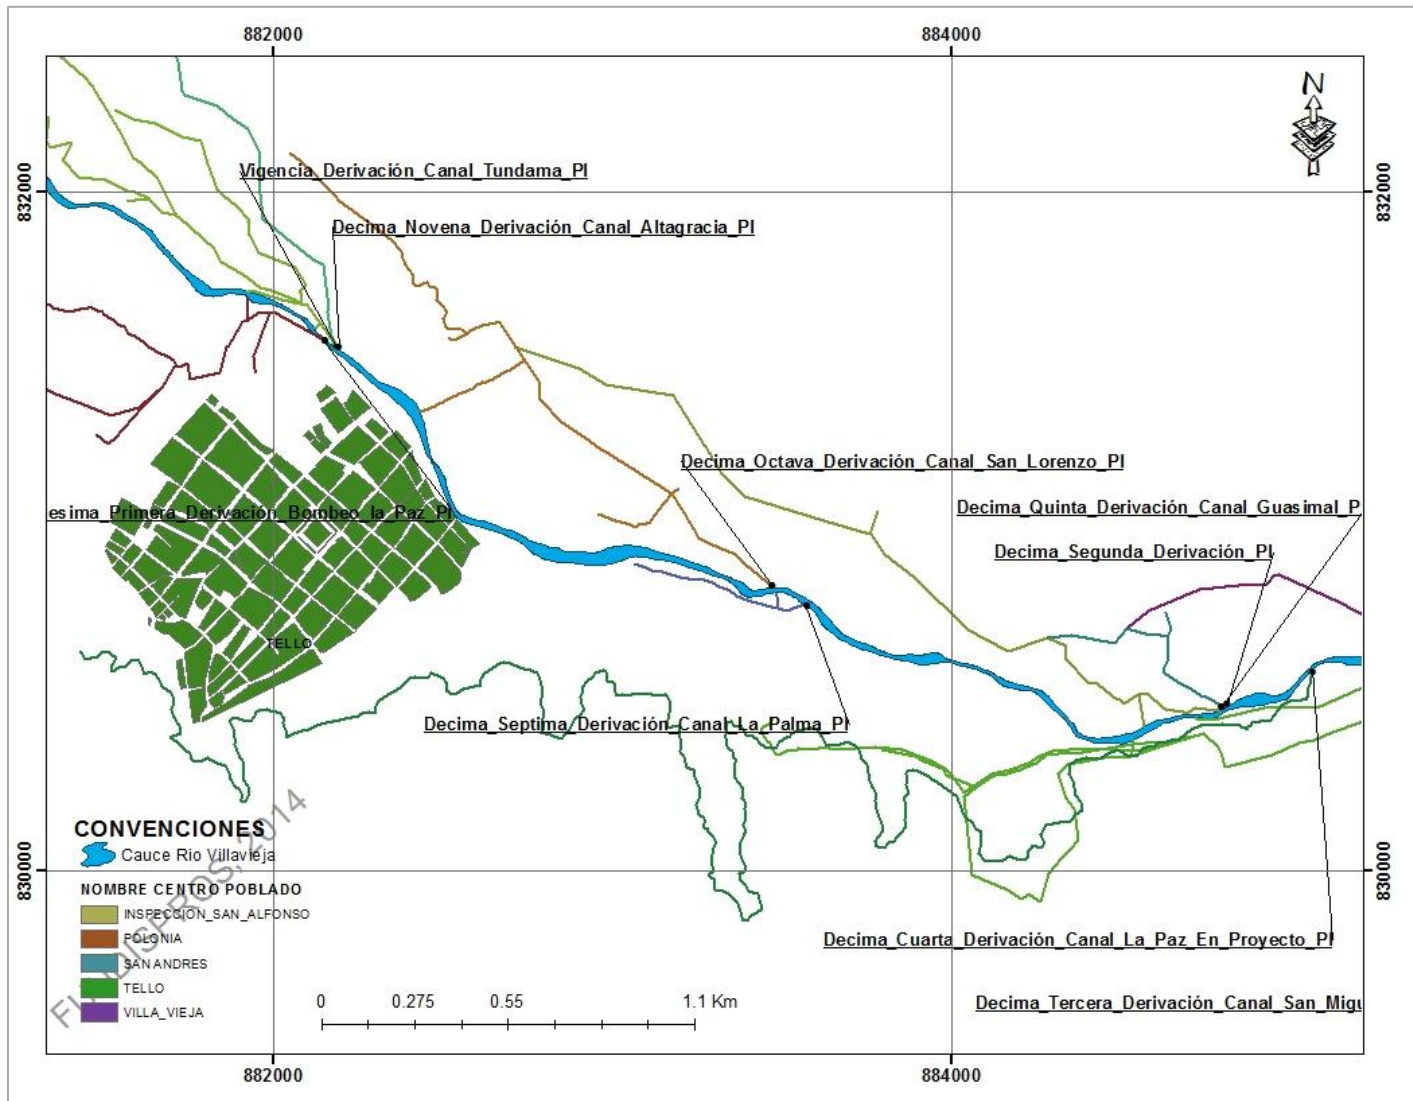 882000
884000
N
Vigencia_Derivación_Canal_Tundama_PI
832000
832000
Decima_Novena_Derivación_Canal_Altagracia_PI
Decima_Octava_Derivación_Canal_San_Lorenzo_PI
Decima_Quinta_Derivación_Canal_Guasimal_P
esima_Primera_Derivación_Bombeo_la_Paz_PI
Decima_Segunda_Derivación_PI
TELLO
Decima_Septima_Derivación_Canal_La_Palma_PI
CONVENCIONES
Cauce Rio Villavieja
830000
830000
NOMBRE CENTRO POBLADO
INSPECCION_SAN_ALFONSO
POLONIA
SAN ANDRES
TELLO
VILLA_VIEJA
2014
Decima_Cuarta_Derivación_Canal_La_Paz_En_Proyecto_PI
0 0.275 0.55 1.1 Km
Decima_Tercera_Derivación_Canal_San_Migu
882000
884000